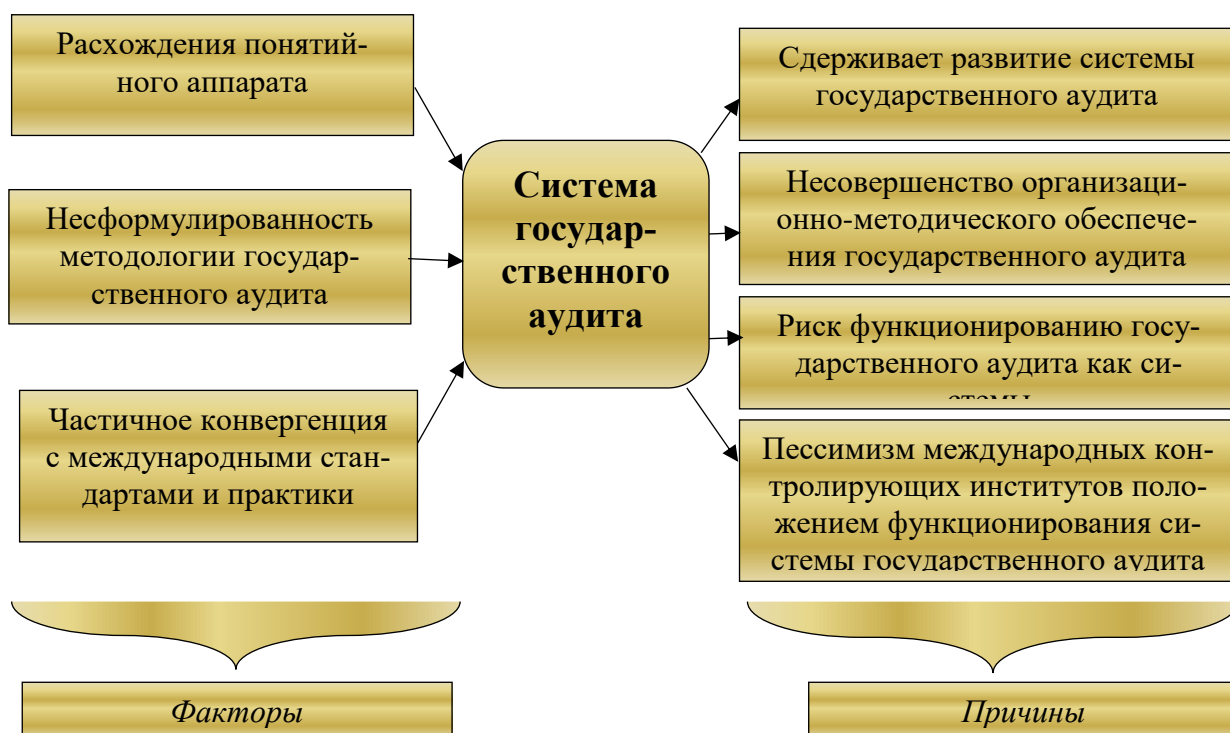 Расхождения понятий-
ного аппарата
Несформулированность
методологии государ-
ственного аудита
Частичное конвергенция
с международными стан-
дартами и практики
Система
государ-
ственного
аудита
Сдерживает развитие системы
государственного аудита
Несовершенство организаци-
онно-методического обеспече-
ния государственного аудита
Риск функционированию госу-
дарственного аудита как си-
стемы
Пессимизм международных кон-
тролирующих институтов поло-
жением функционирования си-
стемы государственного аудита
Факторы
Причины